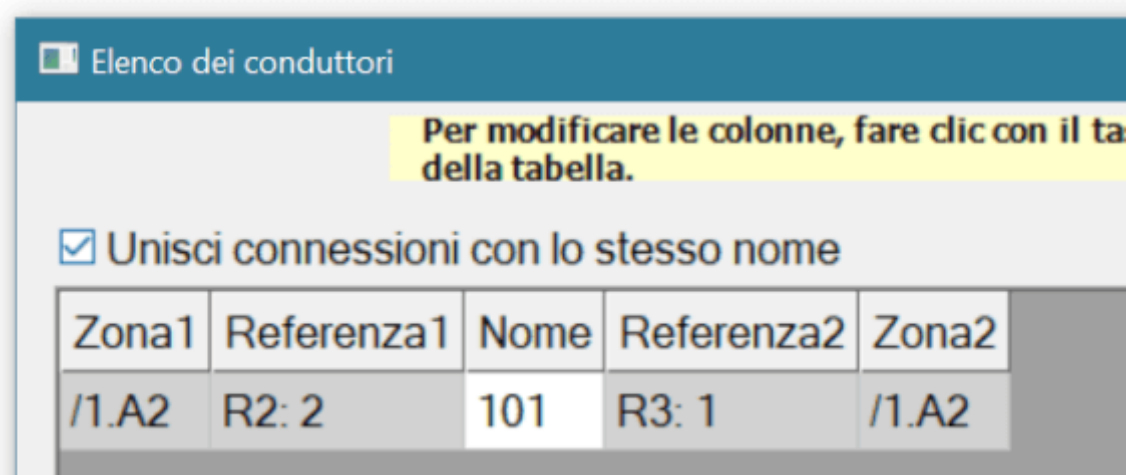 Elenco dei conduttori
Per modificare le colonne, fare clic con il
della tabella.
Unisci connessioni con lo stesso nome
Zona1 Referenza1 Nome Referenza2 Zona2
/1.A2 R2: 2 101 R3: 1 /1.A2